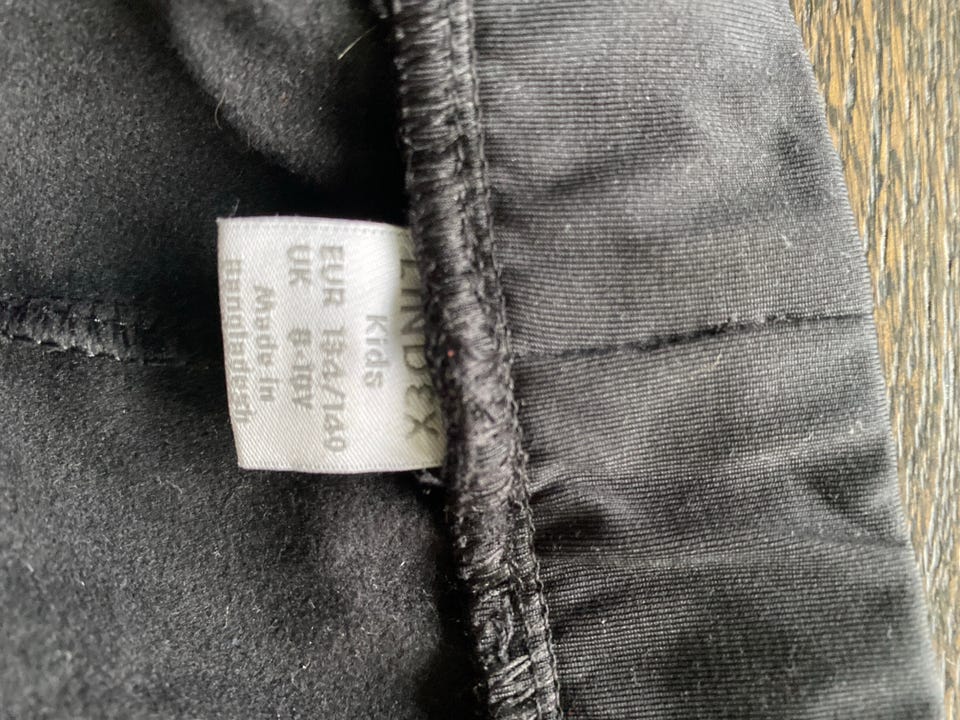 LINDEX
Kids
EUR 134/140
UK 8-10Y
Made in
Bangladesh